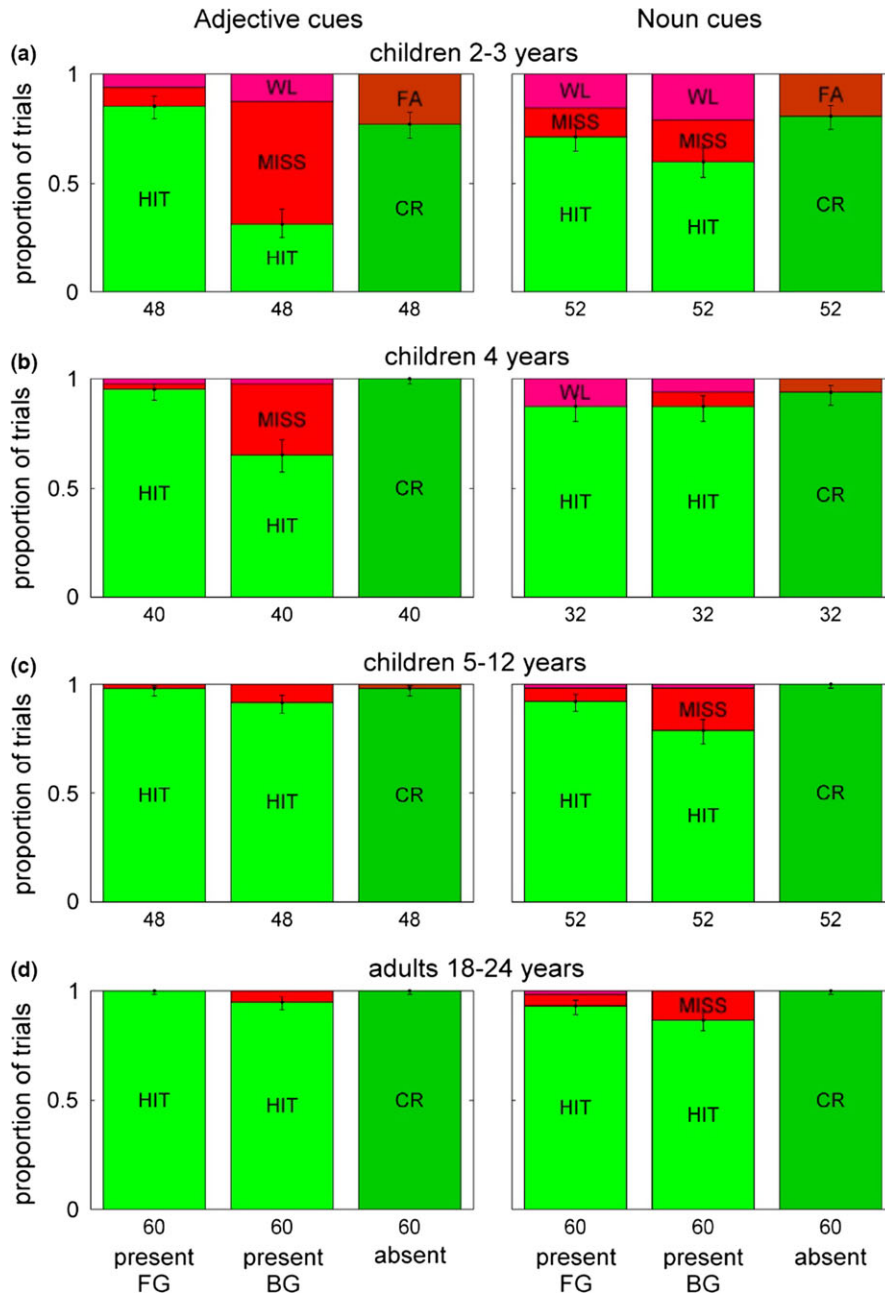 Adjective cues Noun cues
(a) children 2-3 years
proportion of trials
1
0.5
0
HIT
WL
MISS
HIT
FA
CR
WL
MISS
HIT
WL
MISS
HIT
FA
CR
48 48 48 52 52 52
(b) children 4 years
proportion of trials
1
0.5
0
HIT
MISS
HIT
CR
WL
HIT
HIT
FA
CR
40 40 40 32 32 32
(c) children 5-12 years
proportion of trials
1
0.5
0
HIT
HIT
CR
HIT
MISS
HIT
CR
48 48 48 52 52 52
(d) adults 18-24 years
proportion of trials
1
0.5
0
HIT
HIT
CR
HIT
MISS
HIT
CR
60 60 60 60 60 60
present present absent present present absent
FG BG FG BG